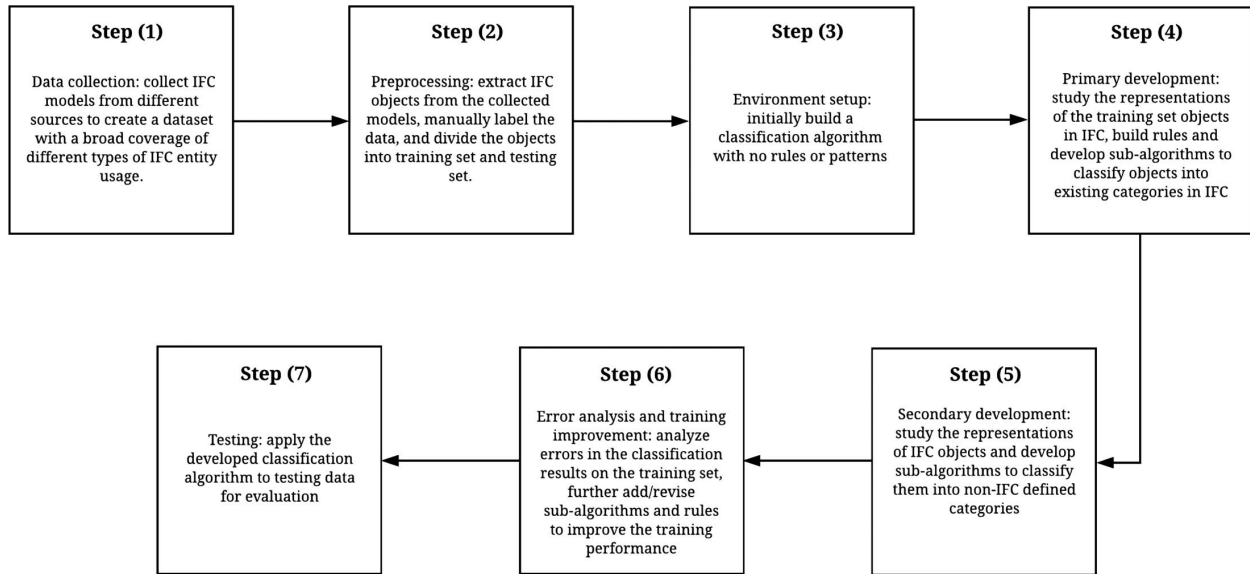 Step (1)
Data collection: collect IFC
models from different
sources to create a dataset
with a broad coverage of
different types of IFC entity
usage.
Step (2)
Preprocessing: extract IFC
objects from the collected
models, manually label the
data, and divide the objects
into training set and testing
set.
Step (3)
Environment setup:
initially build a
classification algorithm
with no rules or patterns
Step (4)
Primary development:
study the representations
of the training set objects
in IFC, build rules and
develop sub-algorithms to
classify objects into
existing categories in IFC
Step (5)
Secondary development:
study the representations
of IFC objects and develop
sub-algorithms to classify
them into non-IFC defined
categories
Step (6)
Error analysis and training
improvement: analyze
errors in the classification
results on the training set,
further add/revise
sub-algorithms and rules
to improve the training
performance
Step (7)
Testing: apply the
developed classification
algorithm to testing data
for evaluation